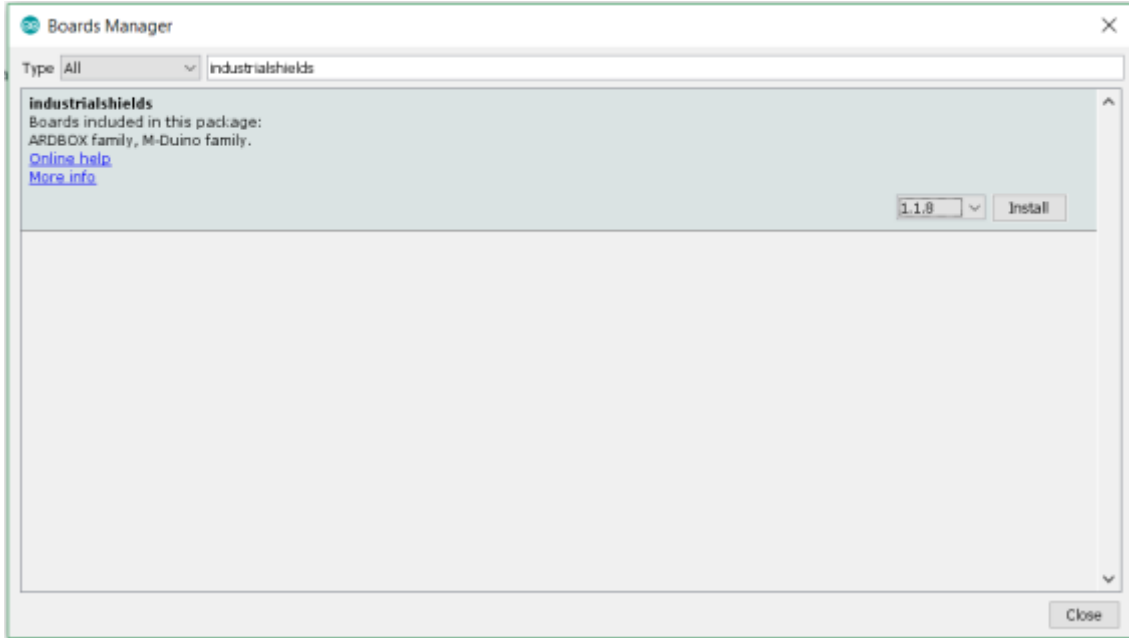 Boards Manager
Type All industrialshields
industrialshields
Boards included in this package:
ARDBOX family, M-Duino family.
Online help
More info
1.1.8 Install
Close